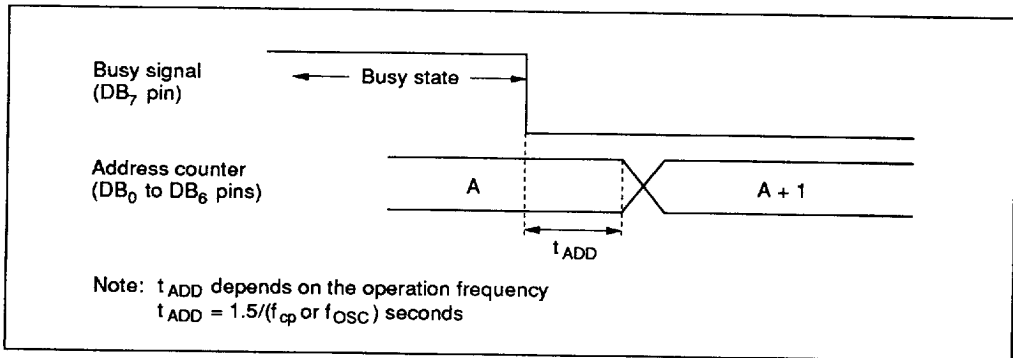 Busy signal
(DB7 pin)
Busy state
Address counter
(DB0 to DB6 pins)
A
A + 1
tADD
Note: tADD depends on the operation frequency
tADD = 1.5/(fcp or fOSC) seconds